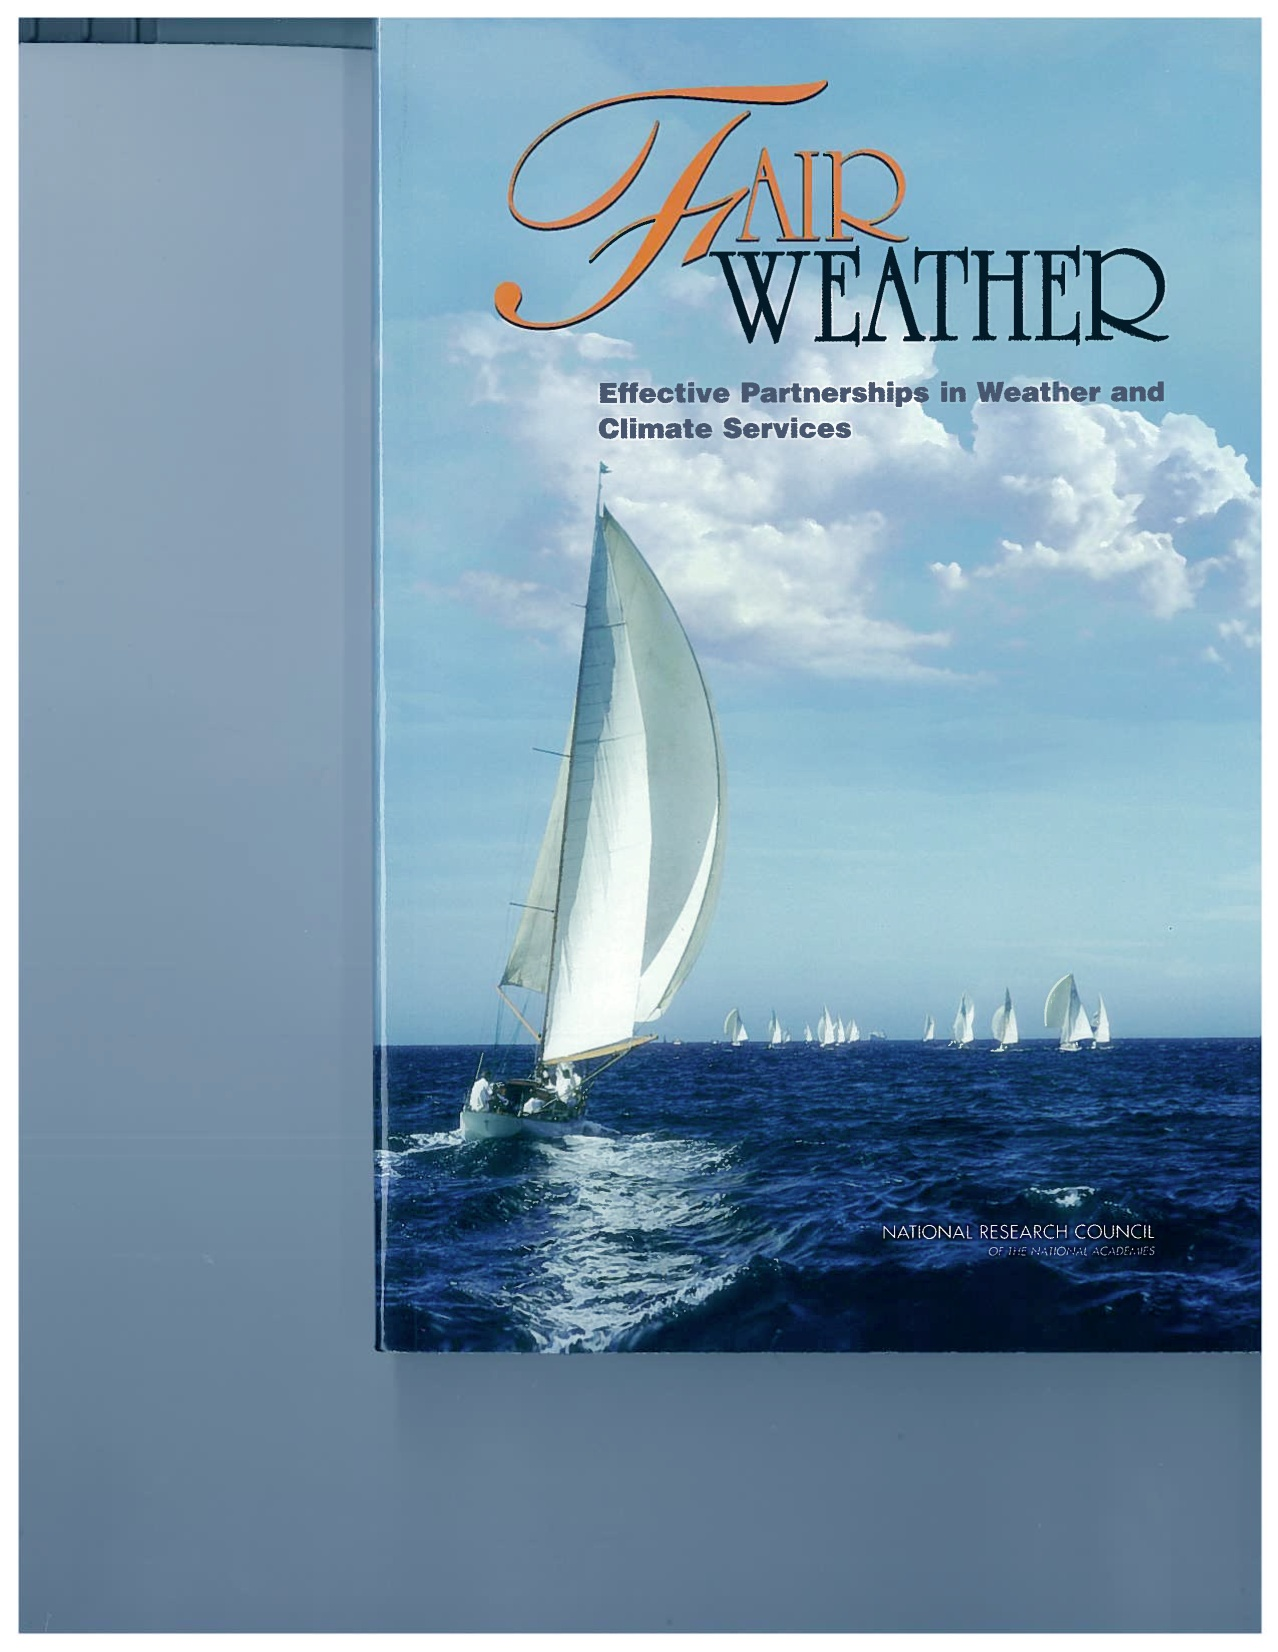 FAIR
WEATHER
Effective Partnerships in Weather and
Climate Services
NATIONAL RESEARCH COUNCIL
OF THE NATIONAL ACADEMIES